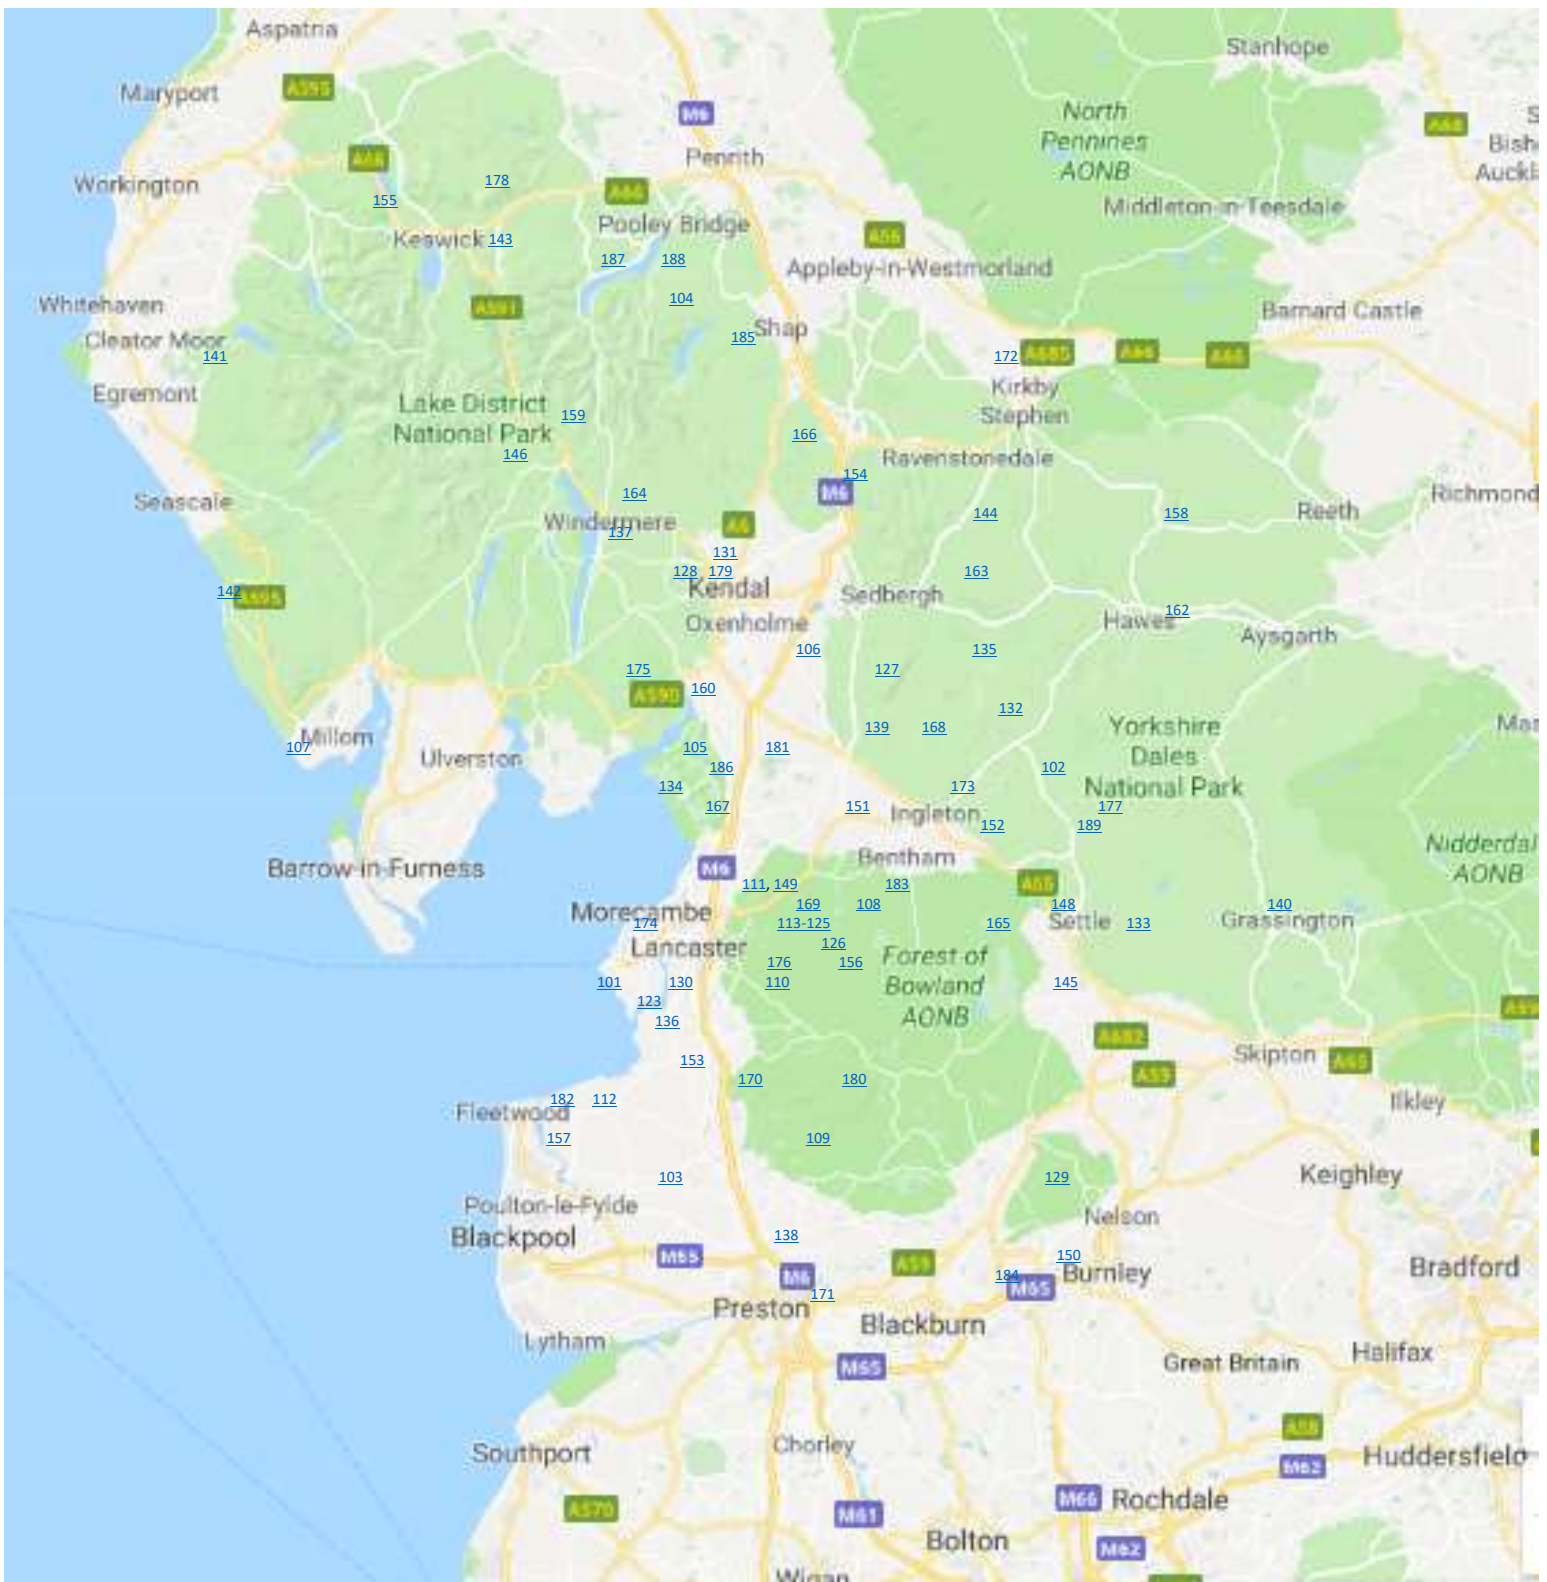 Aspatria
Stanhope
Maryport
A595
M6
North
Pennines
AONB
A68
Bish
Auckl
Penrith
A66
Workington
178
A66
155
Middleton-in-Teesdale
Pooley Bridge
Keswick 143
A66
187 188
Appleby-in-Westmorland
104
Whitehaven
A591
Barnard Castle
Cleator Moor
185 Shap
141
172 A685 A66 A66
Egremont
Kirkby
Stephen
Lake District
National Park
159
166
146
Ravenstonedale
154
M6
Seascale
164
Richmond
Windermere
137
A6
144
158
Reeth
131
128 179
163
Kendal
142 A595
Sedbergh
Oxenholme
162
Hawes
Aysgarth
106
135
175
127
A590 160
132
139 168
Yorkshire
Dales
National Park
Millom
107
Ulverston
105
181
186
102
134
173
167
151
Ingleton
152
177
189
Nidderdal
AONB
Barrow-in-Furness
M6
Bentham
111, 149
183
A65
Morecambe
169 108
148
140
174
113-125
165
Settle 133
Grassington
Lancaster
126
176 156
Forest of
Bowland
AONB
101 130
110
145
123
136
A682
153
Skipton A65
A59
170 180
182 112
Fleetwood
Ilkley
157
109
103
129
Keighley
Poulton-le-Fylde
Nelson
Blackpool
138
M55
A59
150
M6
184
M65
Burnley
Bradford
171
Preston
Blackburn
Lytham
M65
Great Britain
Halifax
Southport
Chorley
A58
M62
Huddersfield
A570
M61
M66 Rochdale
Bolton
M62
Wigan